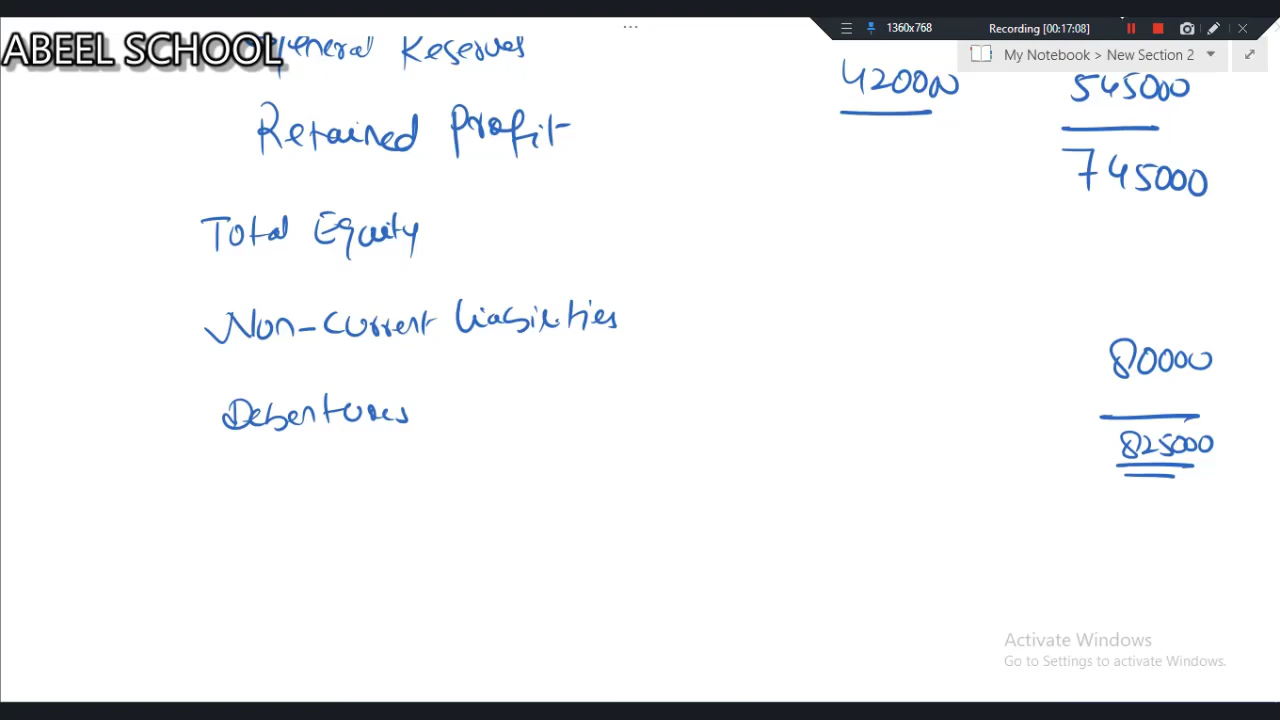 1360x768 Recording [00:17:08]
ABEEL SCHOOL
General Reserves
My Notebook > New Section 2
420000 545000
Retained Profit
745000
Total Equity
Non-current Liabilities
80000
Debentures
825000
Activate Windows
Go to Settings to activate Windows.